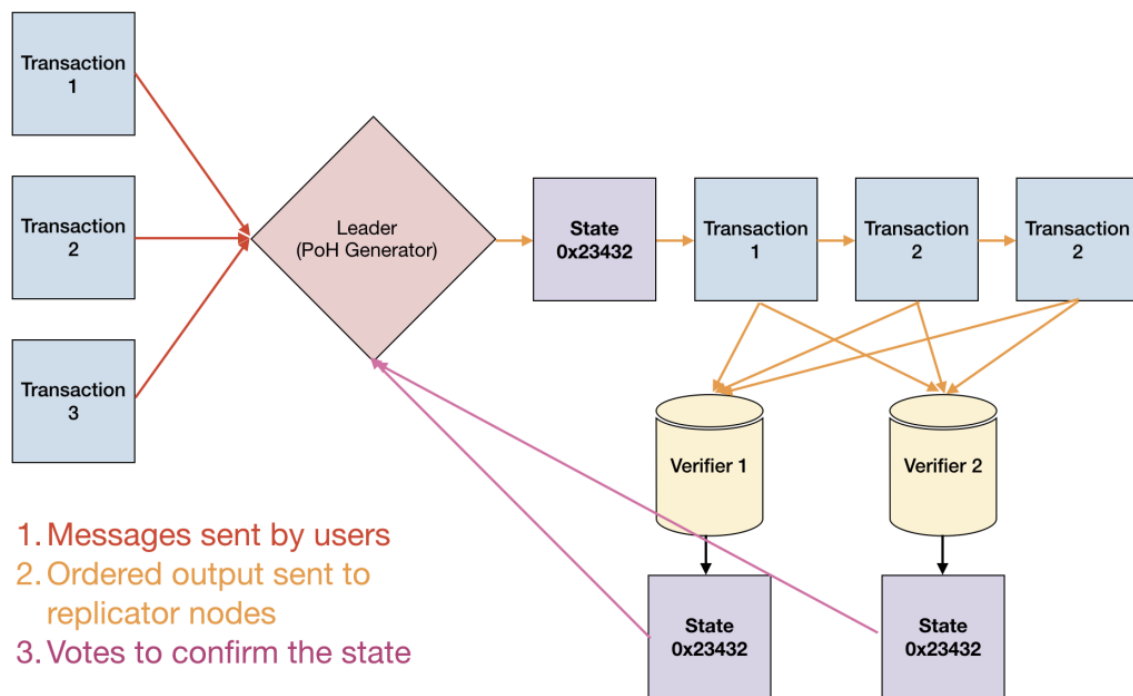 Transaction
1
Transaction
2
Transaction
3
Leader
(PoH Generator)
State
0x23432
Transaction
1
Transaction
2
Transaction
2
Verifier 1
Verifier 2
State
0x23432
State
0x23432
1. Messages sent by users
2. Ordered output sent to
replicator nodes
3. Votes to confirm the state